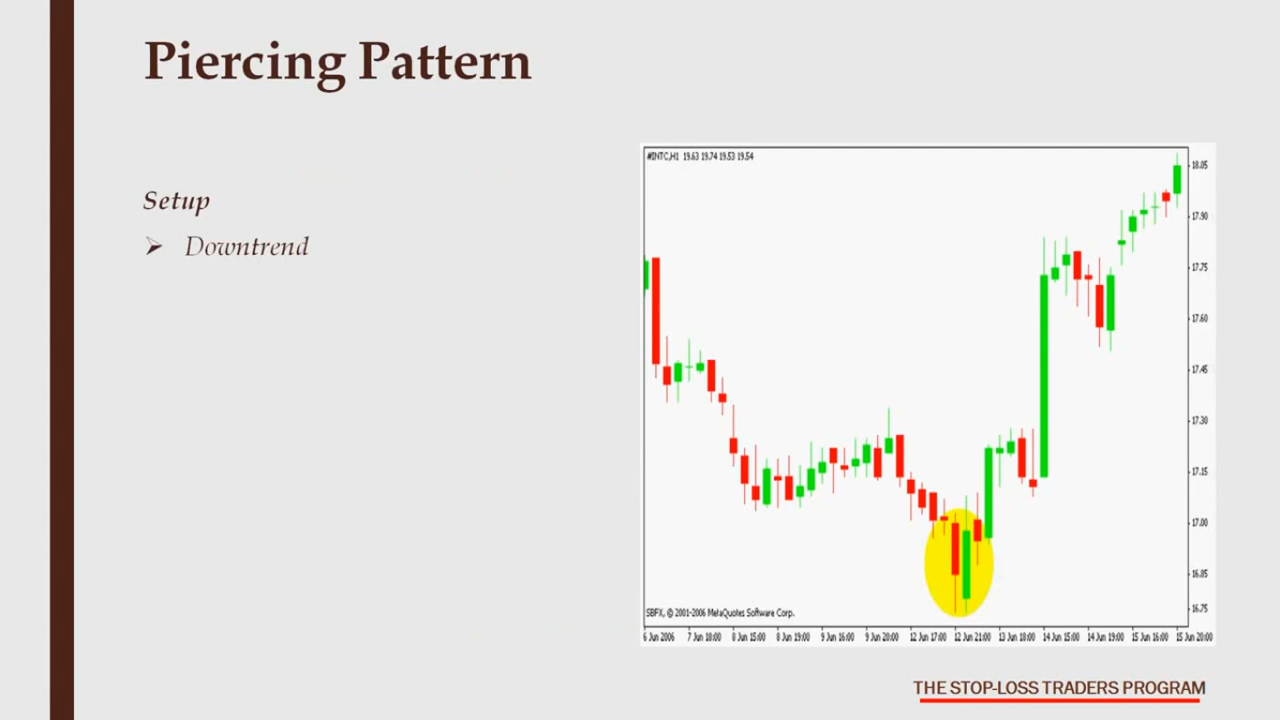 Piercing Pattern
Setup
➢ Downtrend
#INTC,H1 19.63 19.74 19.53 19.54
18.05
17.90
17.75
17.60
17.45
17.30
17.15
17.00
16.85
16.75
SBFX, © 2001-2006 MetaQuotes Software Corp.
6 Jun 2006 7 Jun 18:00 8 Jun 15:00 8 Jun 19:00 9 Jun 16:00 9 Jun 20:00 12 Jun 17:00 12 Jun 21:00 13 Jun 18:00 14 Jun 15:00 14 Jun 19:00 15 Jun 16:00 15 Jun 20:00
THE STOP-LOSS TRADERS PROGRAM